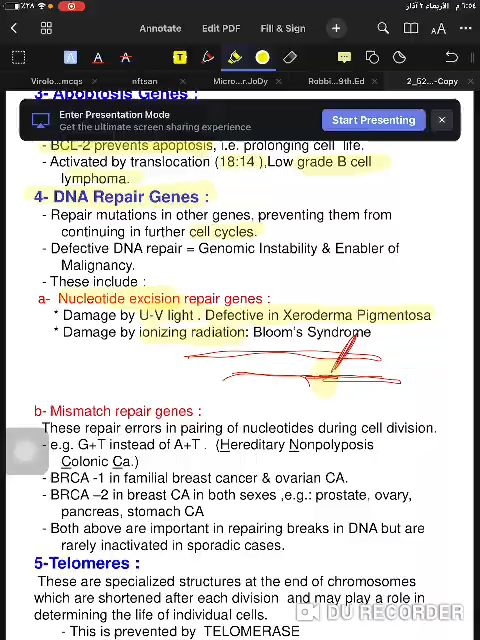 ٢٨٪
٦:٥٤ م الأربعاء ٢ آذار
Annotate Edit PDF Fill & Sign
Virolo...mcqs nftsan Micro...r.JoDy Robbi...9th.Ed 2_52...-Copy
3- Apoptosis Genes :
Enter Presentation Mode
Get the ultimate screen sharing experience
Start Presenting
- BCL-2 prevents apoptosis, i.e. prolonging cell life.
- Activated by translocation (18:14 ),Low grade B cell
lymphoma.
4- DNA Repair Genes :
- Repair mutations in other genes, preventing them from
continuing in further cell cycles.
- Defective DNA repair = Genomic Instability & Enabler of
Malignancy.
- These include :
a- Nucleotide excision repair genes :
* Damage by U-V light . Defective in Xeroderma Pigmentosa
* Damage by ionizing radiation: Bloom's Syndrome
b- Mismatch repair genes :
These repair errors in pairing of nucleotides during cell division.
- e.g. G+T instead of A+T. (Hereditary Nonpolyposis
Colonic Ca.)
- BRCA -1 in familial breast cancer & ovarian CA.
- BRCA –2 in breast CA in both sexes ,e.g.: prostate, ovary,
pancreas, stomach CA
- Both above are important in repairing breaks in DNA but are
rarely inactivated in sporadic cases.
5-Telomeres :
These are specialized structures at the end of chromosomes
which are shortened after each division and may play a role in
determining the life of individual cells.
DU RECORDER
- This is prevented by TELOMERASE